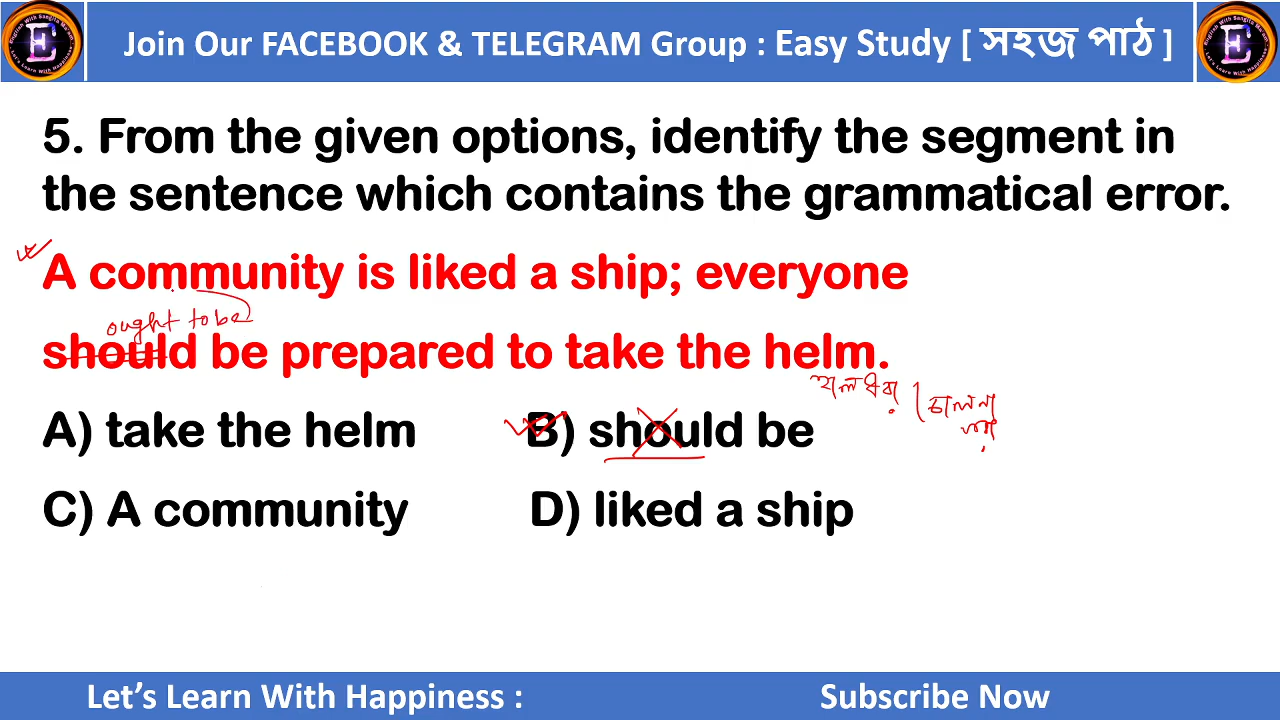 Join Our FACEBOOK & TELEGRAM Group : Easy Study [ সহজ পাঠ ]
5. From the given options, identify the segment in
the sentence which contains the grammatical error.
A community is liked a ship; everyone
ought to be
should be prepared to take the helm.
হাল ধরা
চালনা
A) take the helm
B) should be
C) A community
D) liked a ship
Let's Learn With Happiness :
Subscribe Now